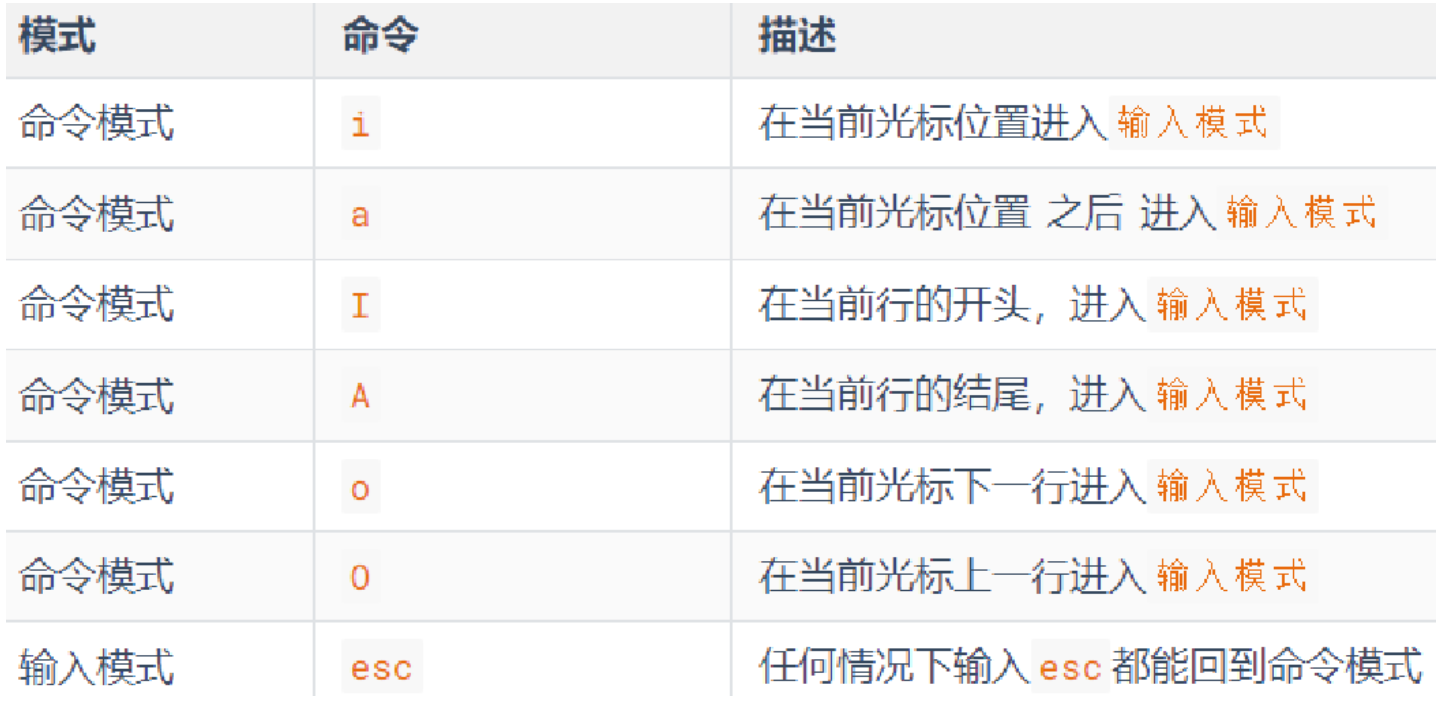 模式 命令 描述
命令模式 i 在当前光标位置进入 输入模式
命令模式 a 在当前光标位置 之后 进入 输入模式
命令模式 I 在当前行的开头，进入 输入模式
命令模式 A 在当前行的结尾，进入 输入模式
命令模式 o 在当前光标下一行进入 输入模式
命令模式 O 在当前光标上一行进入 输入模式
输入模式 esc 任何情况下输入 esc 都能回到命令模式